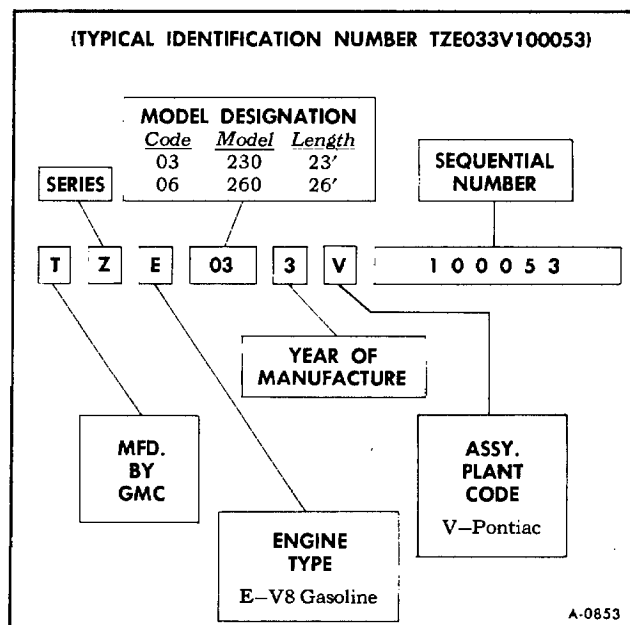 (TYPICAL IDENTIFICATION NUMBER TZE033V100053)
MODEL DESIGNATION
Code Model Length
03 230 23'
06 260 26'
SERIES
SEQUENTIAL
NUMBER
T Z E 03 3 V 1 0 0 0 5 3
YEAR OF
MANUFACTURE
MFD.
BY
GMC
ASSY.
PLANT
CODE
V–Pontiac
ENGINE
TYPE
E–V8 Gasoline
A-0853